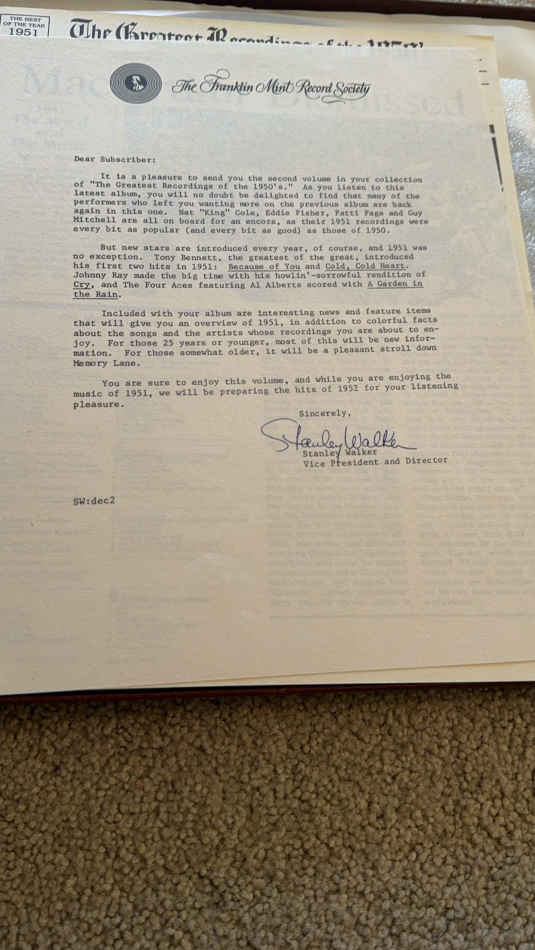 THE BEST
OF THE YEAR
1951
The Greatest Recordings of the 1950's
The Franklin Mint Record Society
Dear Subscriber:
It is a pleasure to send you the second volume in your collection
of "The Greatest Recordings of the 1950's." As you listen to this
latest album, you will no doubt be delighted to find that many of the
performers who left you wanting more on the previous album are back
again in this one. Nat "King" Cole, Eddie Fisher, Patti Page and Guy
Mitchell are all on board for an encora, as their 1951 recordings were
every bit as popular (and every bit as good) as those of 1950.
But new stars are introduced every year, of course, and 1951 was
no exception. Tony Bennett, the greatest of the great, introduced
his first two hits in 1951: Because of You and Cold, Cold Heart.
Johnny Ray made the big time with his howlin'-sorrowful rendition of
Cry, and The Four Aces featuring Al Alberts scored with A Garden in
the Rain.
Included with your album are interesting news and feature items
that will give you an overview of 1951, in addition to colorful facts
about the songs and the artists whose recordings you are about to en-
joy. For those 25 years or younger, most of this will be new infor-
mation. For those somewhat older, it will be a pleasant stroll down
Memory Lane.
You are sure to enjoy this volume, and while you are enjoying the
music of 1951, we will be preparing the hits of 1952 for your listening
pleasure.
Sincerely,
Stanley Walker
Stanley Walker
Vice President and Director
SW:dec2